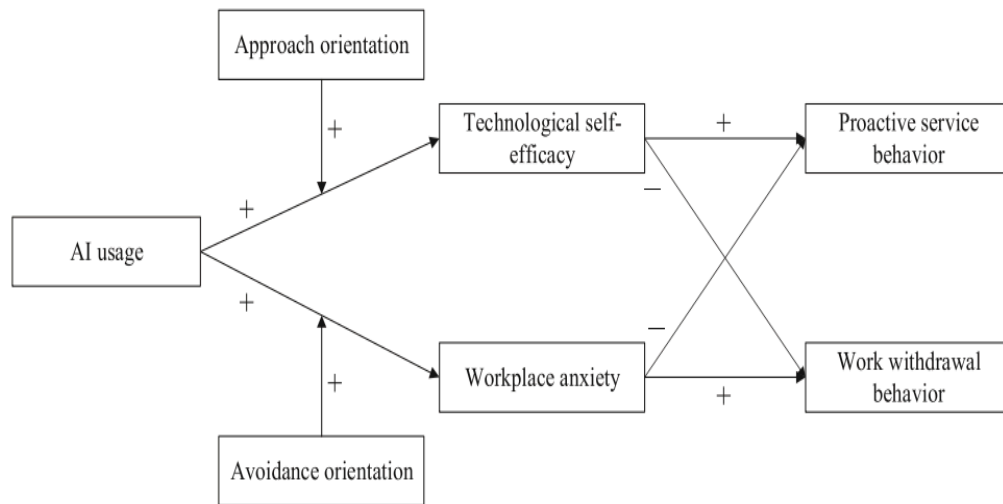 Approach orientation
+
Technological self-
efficacy
+
Proactive service
behavior
+
−
AI usage
+
−
+
Workplace anxiety
+
Work withdrawal
behavior
Avoidance orientation